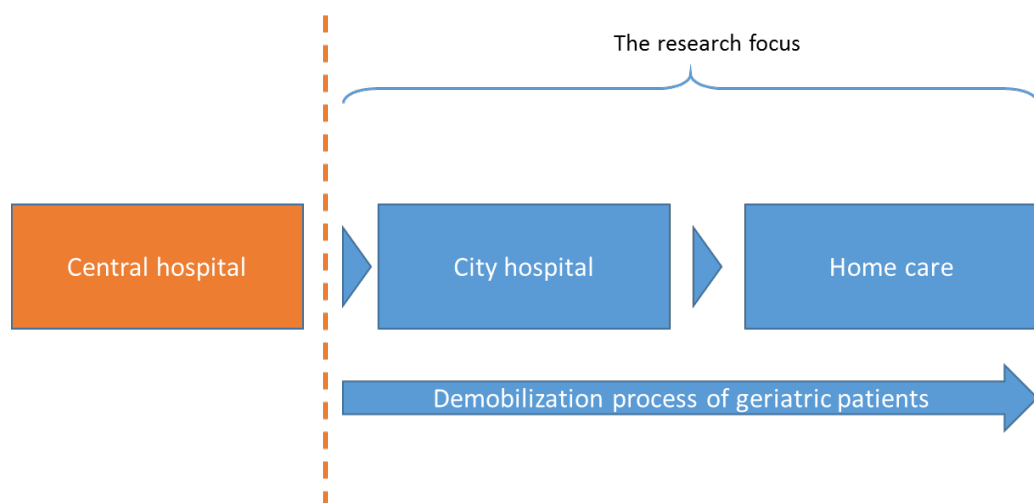 The research focus
Central hospital
City hospital
Home care
Demobilization process of geriatric patients